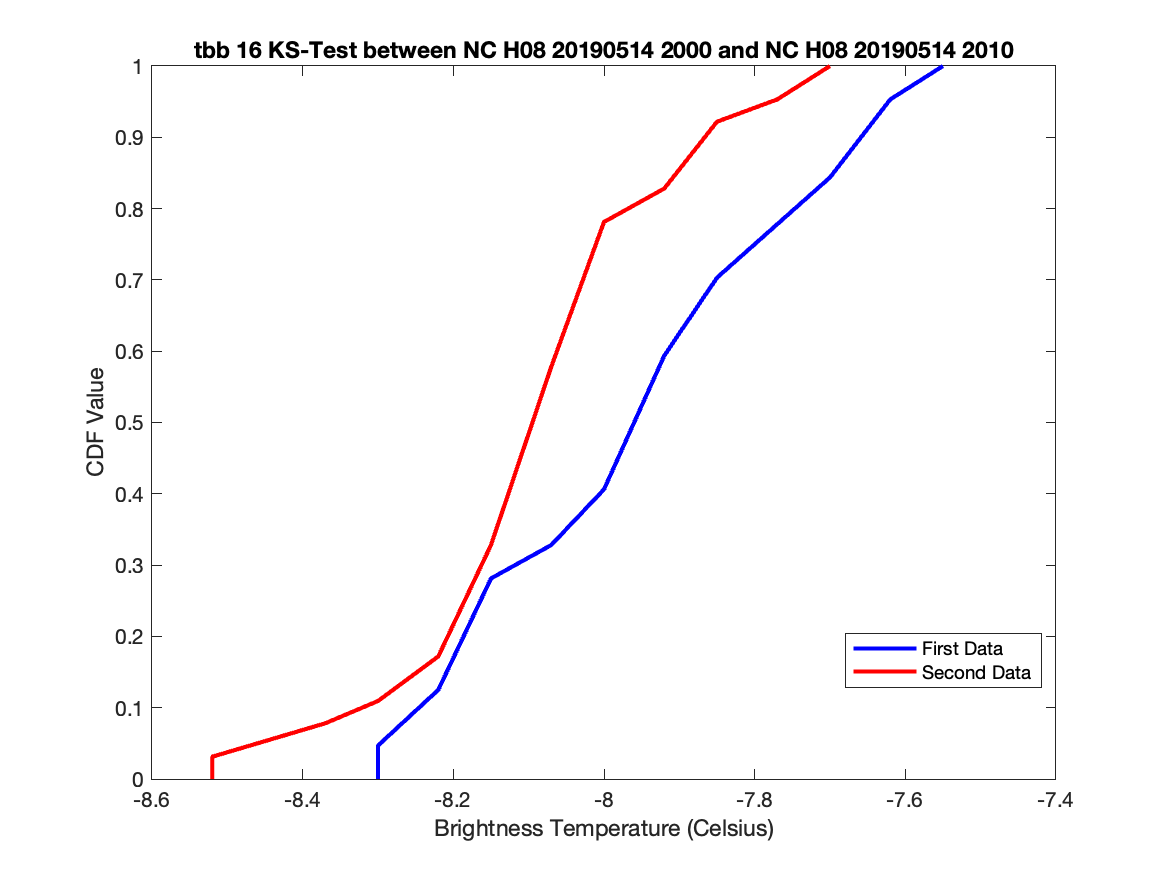 tbb 16 KS-Test between NC H08 20190514 2000 and NC H08 20190514 2010
1
0.9
0.8
0.7
0.6
0.5
0.4
0.3
0.2
0.1
0
CDF Value
First Data
Second Data
-8.6 -8.4 -8.2 -8 -7.8 -7.6 -7.4
Brightness Temperature (Celsius)